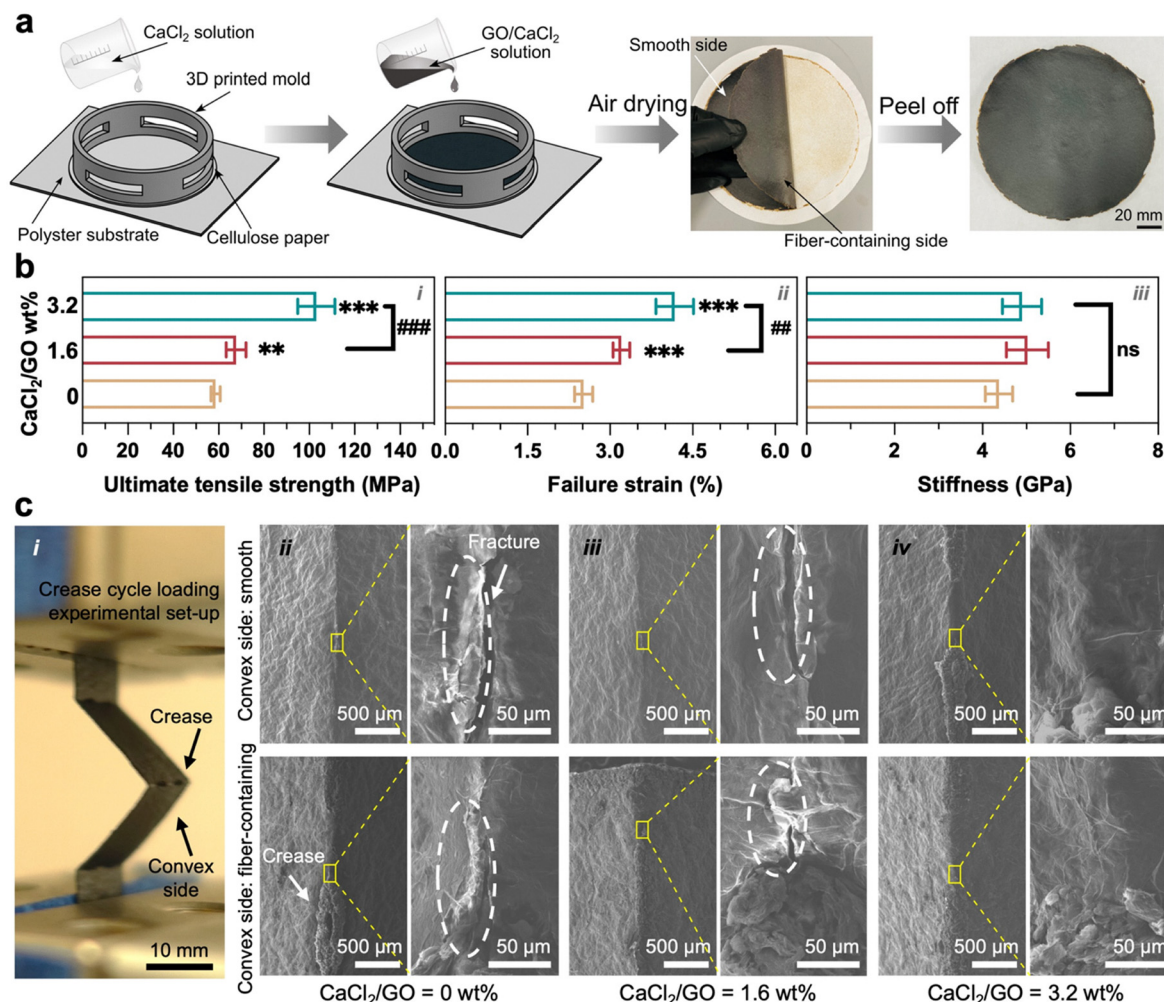 a
CaCl₂ solution
3D printed mold
Polyster substrate
Cellulose paper
GO/CaCl₂
solution
Air drying
Smooth side
Fiber-containing side
Peel off
20 mm
b
CaCl₂/GO wt%
3.2
1.6
0
i
***
###
**
0 20 40 60 80 100 120 140
Ultimate tensile strength (MPa)
ii
***
##
***
0.0 1.5 3.0 4.5 6.0
Failure strain (%)
iii
ns
0 2 4 6 8
Stiffness (GPa)
c
i
Crease cycle loading
experimental set-up
Crease
Convex
side
10 mm
Convex side: smooth
ii
500 µm
Fracture
50 µm
iii
500 µm
50 µm
iv
500 µm
50 µm
Convex side: fiber-containing
Crease
500 µm
50 µm
500 µm
50 µm
500 µm
50 µm
CaCl₂/GO = 0 wt%
CaCl₂/GO = 1.6 wt%
CaCl₂/GO = 3.2 wt%